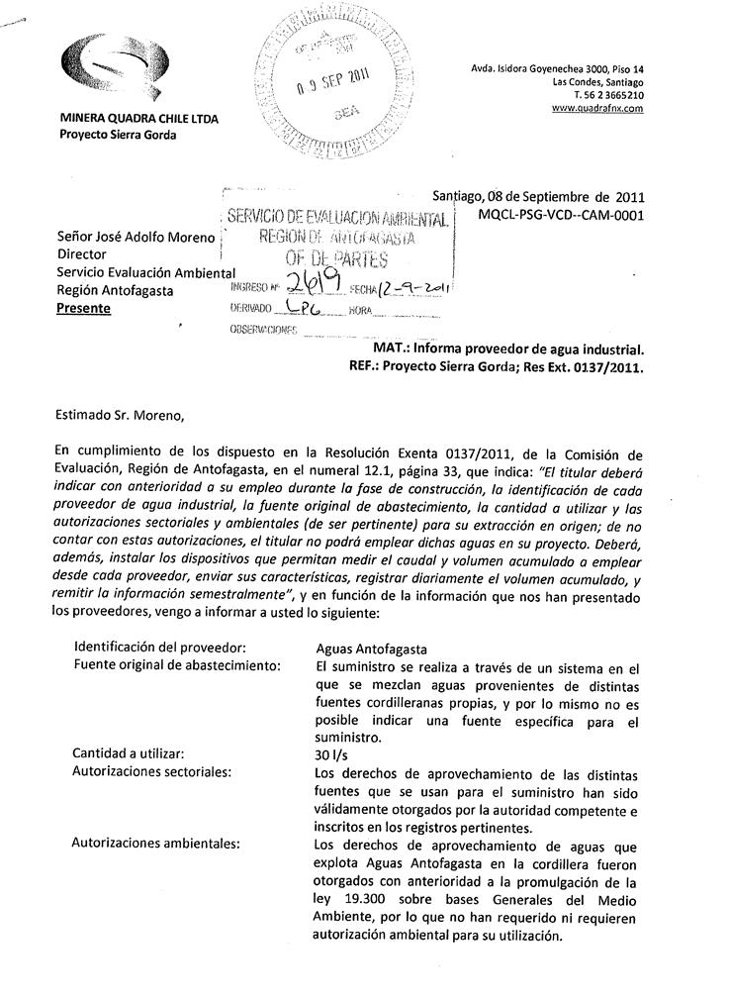 MINERA QUADRA CHILE LTDA
Proyecto Sierra Gorda
09 SEP 2011
SEA
Avda. Isidora Goyenechea 3000, Piso 14
Las Condes, Santiago
T. 56 2 3665210
www.quadrafnx.com
Santiago, 08 de Septiembre de 2011
MQCL-PSG-VCD--CAM-0001
SERVICIO DE EVALUACION AMBIENTAL
REGION DE ANTOFAGASTA
OF DE PARTES
INGRESO Nº 2619 FECHA 12-9-2011
DERIVADO LPG HORA
OBSERVACIONES
Señor José Adolfo Moreno
Director
Servicio Evaluación Ambiental
Región Antofagasta
Presente
MAT.: Informa proveedor de agua industrial.
REF.: Proyecto Sierra Gorda; Res Ext. 0137/2011.
Estimado Sr. Moreno,
En cumplimiento de los dispuesto en la Resolución Exenta 0137/2011, de la Comisión de
Evaluación, Región de Antofagasta, en el numeral 12.1, página 33, que indica: "El titular deberá
indicar con anterioridad a su empleo durante la fase de construcción, la identificación de cada
proveedor de agua industrial, la fuente original de abastecimiento, la cantidad a utilizar y las
autorizaciones sectoriales y ambientales (de ser pertinente) para su extracción en origen; de no
contar con estas autorizaciones, el titular no podrá emplear dichas aguas en su proyecto. Deberá,
además, instalar los dispositivos que permitan medir el caudal y volumen acumulado a emplear
desde cada proveedor, enviar sus características, registrar diariamente el volumen acumulado, y
remitir la información semestralmente", y en función de la información que nos han presentado
los proveedores, vengo a informar a usted lo siguiente:
Identificación del proveedor: Aguas Antofagasta
Fuente original de abastecimiento: El suministro se realiza a través de un sistema en el
que se mezclan aguas provenientes de distintas
fuentes cordilleranas propias, y por lo mismo no es
posible indicar una fuente específica para el
suministro.
Cantidad a utilizar: 30 l/s
Autorizaciones sectoriales: Los derechos de aprovechamiento de las distintas
fuentes que se usan para el suministro han sido
válidamente otorgados por la autoridad competente e
inscritos en los registros pertinentes.
Autorizaciones ambientales: Los derechos de aprovechamiento de aguas que
explota Aguas Antofagasta en la cordillera fueron
otorgados con anterioridad a la promulgación de la
ley 19.300 sobre bases Generales del Medio
Ambiente, por lo que no han requerido ni requieren
autorización ambiental para su utilización.